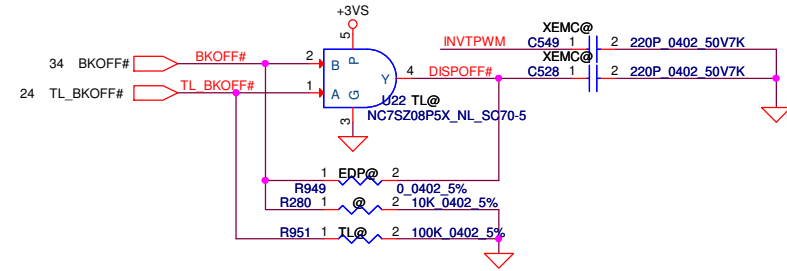 +3VS
XEMC@
INVTPWM C549 1 2 220P_0402_50V7K
XEMC@
34 BKOFF# BKOFF# 2 B P 5
Y 4 DISPOFF# C528 1 2 220P_0402_50V7K
24 TL_BKOFF# TL_BKOFF# 1 A G 3
U22 TL@
NC7SZ08P5X_NL_SC70-5
1 EDP@ 2
R949 0_0402_5%
R280 1 @ 2 10K_0402_5%
R951 1 TL@ 2 100K_0402_5%